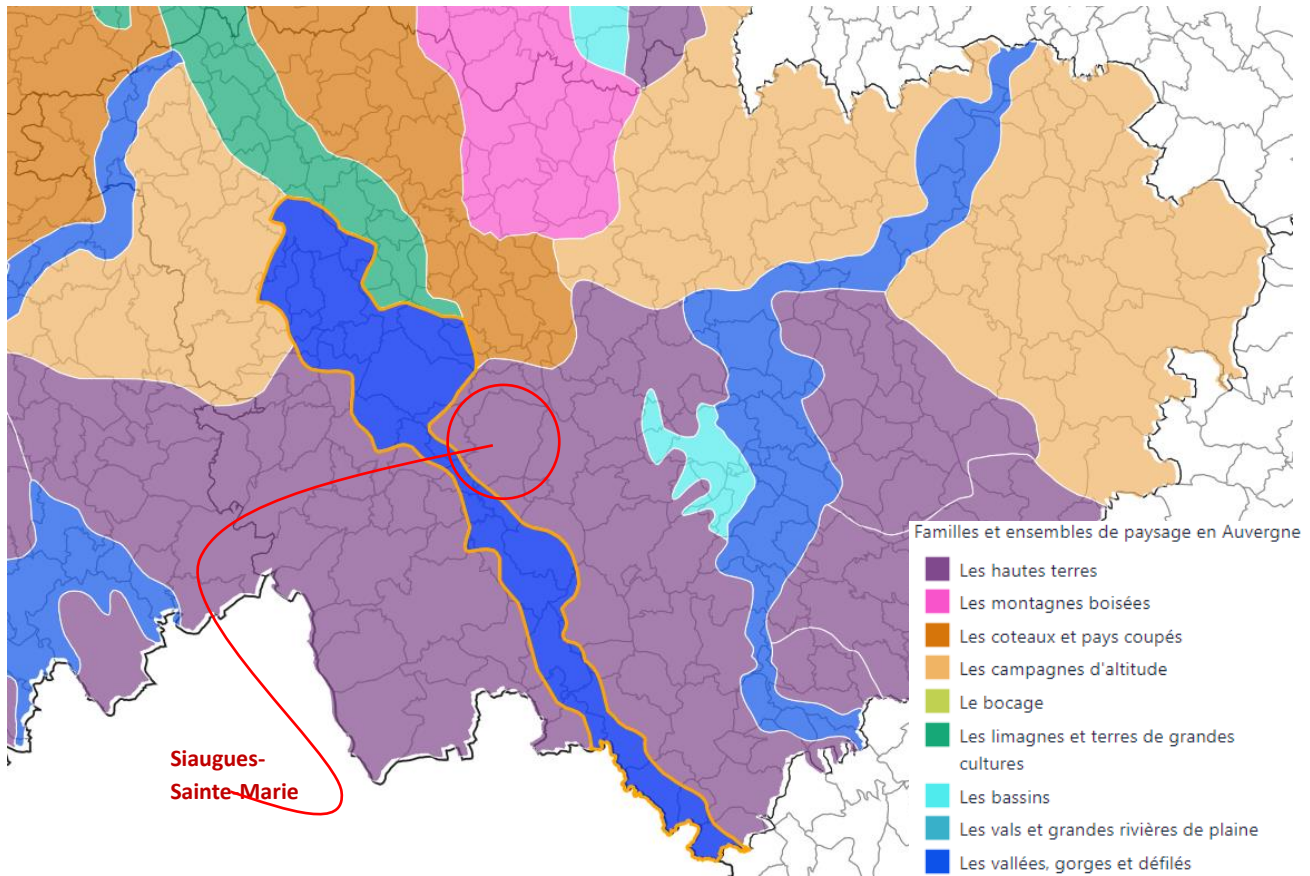 Familles et ensembles de paysage en Auvergne
Les hautes terres
Les montagnes boisées
Les coteaux et pays coupés
Les campagnes d'altitude
Le bocage
Les limagnes et terres de grandes
cultures
Les bassins
Les vals et grandes rivières de plaine
Les vallées, gorges et défilés
Siaugues-
Sainte-Marie